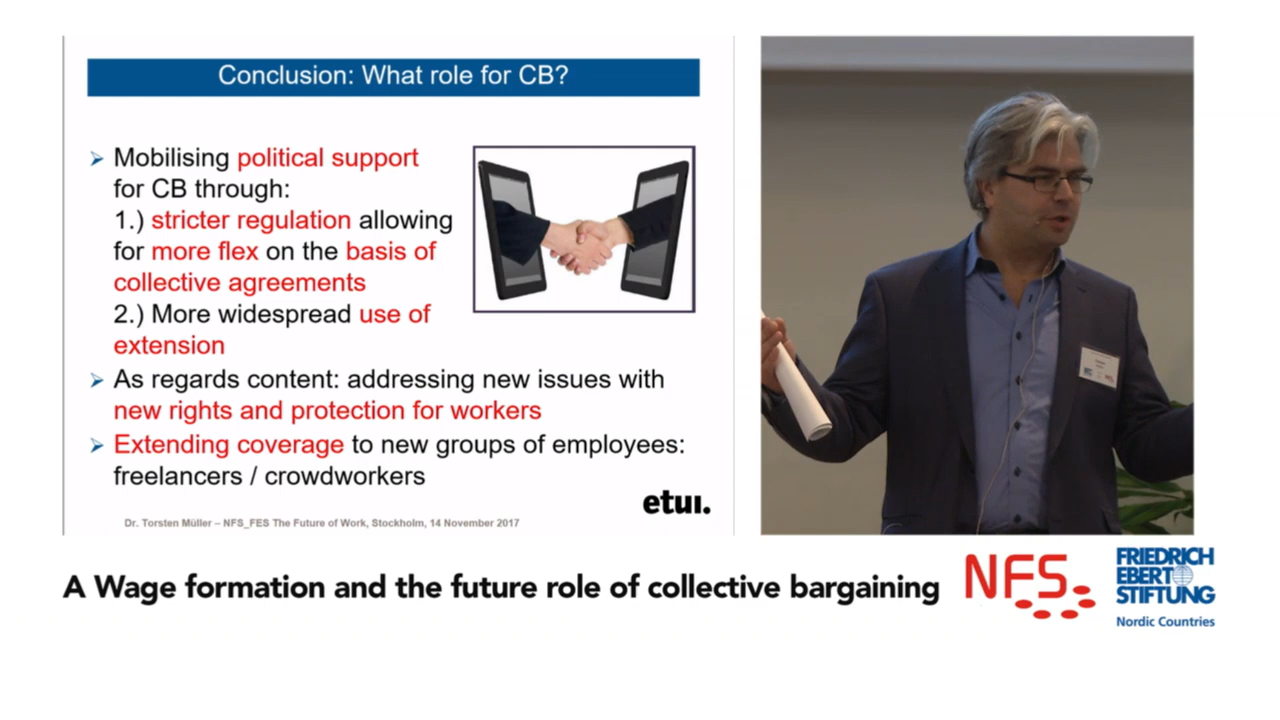 Conclusion: What role for CB?
Mobilising political support
for CB through:
1.) stricter regulation allowing
for more flex on the basis of
collective agreements
2.) More widespread use of
extension
As regards content: addressing new issues with
new rights and protection for workers
Extending coverage to new groups of employees:
freelancers / crowdworkers
etui.
Dr. Torsten Müller – NFS_FES The Future of Work, Stockholm, 14 November 2017
A Wage formation and the future role of collective bargaining
NFS
FRIEDRICH
EBERT
STIFTUNG
Nordic Countries